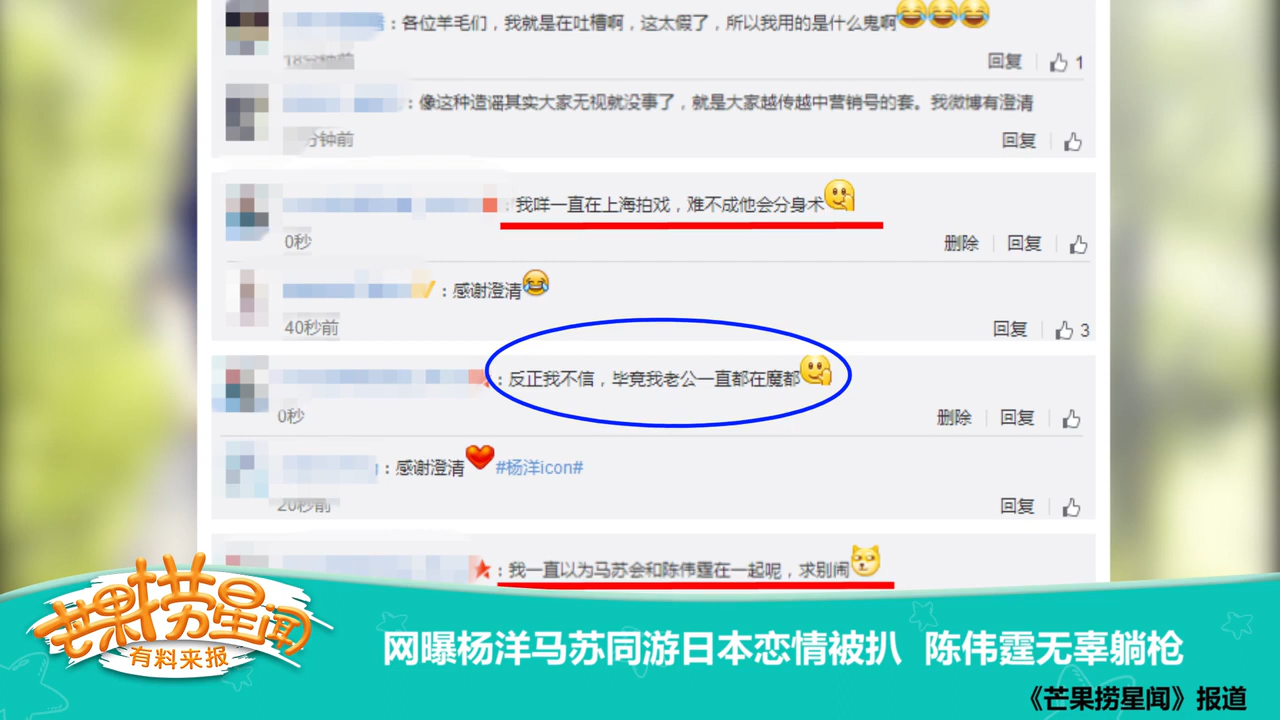 ：各位羊毛们，我就是在吐槽啊，这太假了，所以我用的是什么鬼啊
18分钟前
回复 1
：像这种造谣其实大家无视就没事了，就是大家越传越中营销号的套。我微博有澄清
分钟前
回复
：我咩一直在上海拍戏，难不成他会分身术
0秒
删除 回复
：感谢澄清
40秒前
回复 3
：反正我不信，毕竟我老公一直都在魔都
0秒
删除 回复
：感谢澄清 #杨洋icon#
20秒前
回复
：我一直以为马苏会和陈伟霆在一起呢，求别闹
芒果捞星闻
有料来报
网曝杨洋马苏同游日本恋情被扒 陈伟霆无辜躺枪
《芒果捞星闻》报道